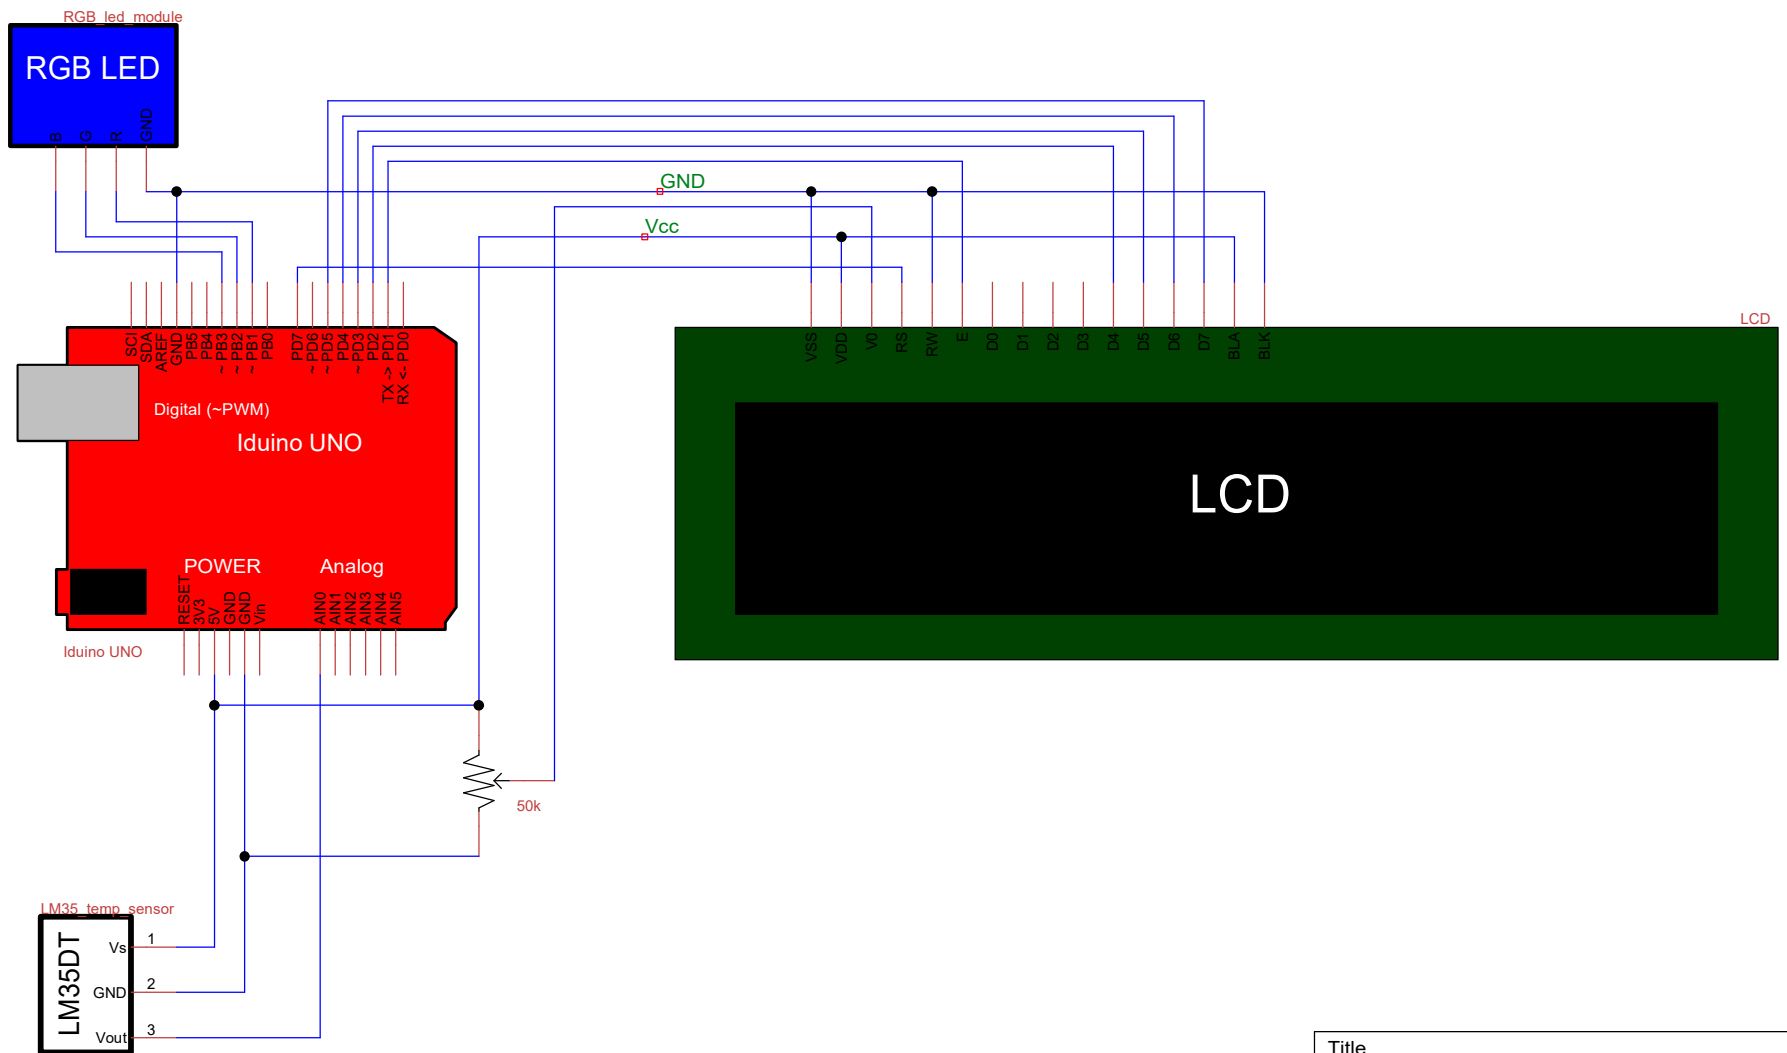 RGB_led_module
RGB LED
B
G
R
GND
GND
Vcc
SCI
SDA
AREF
GND
PB5
PB4
~ PB3
~ PB2
~ PB1
PB0
PD7
~ PD6
~ PD5
PD4
~ PD3
PD2
TX -> PD1
RX <- PD0
Digital (~PWM)
Iduino UNO
POWER
Analog
RESET
3V3
5V
GND
GND
Vin
AIN0
AIN1
AIN2
AIN3
AIN4
AIN5
Iduino UNO
LCD
VSS
VDD
V0
RS
RW
E
D0
D1
D2
D3
D4
D5
D6
D7
BLA
BLK
LCD
50k
LM35_temp_sensor
LM35DT
Vs 1
GND 2
Vout 3
Title